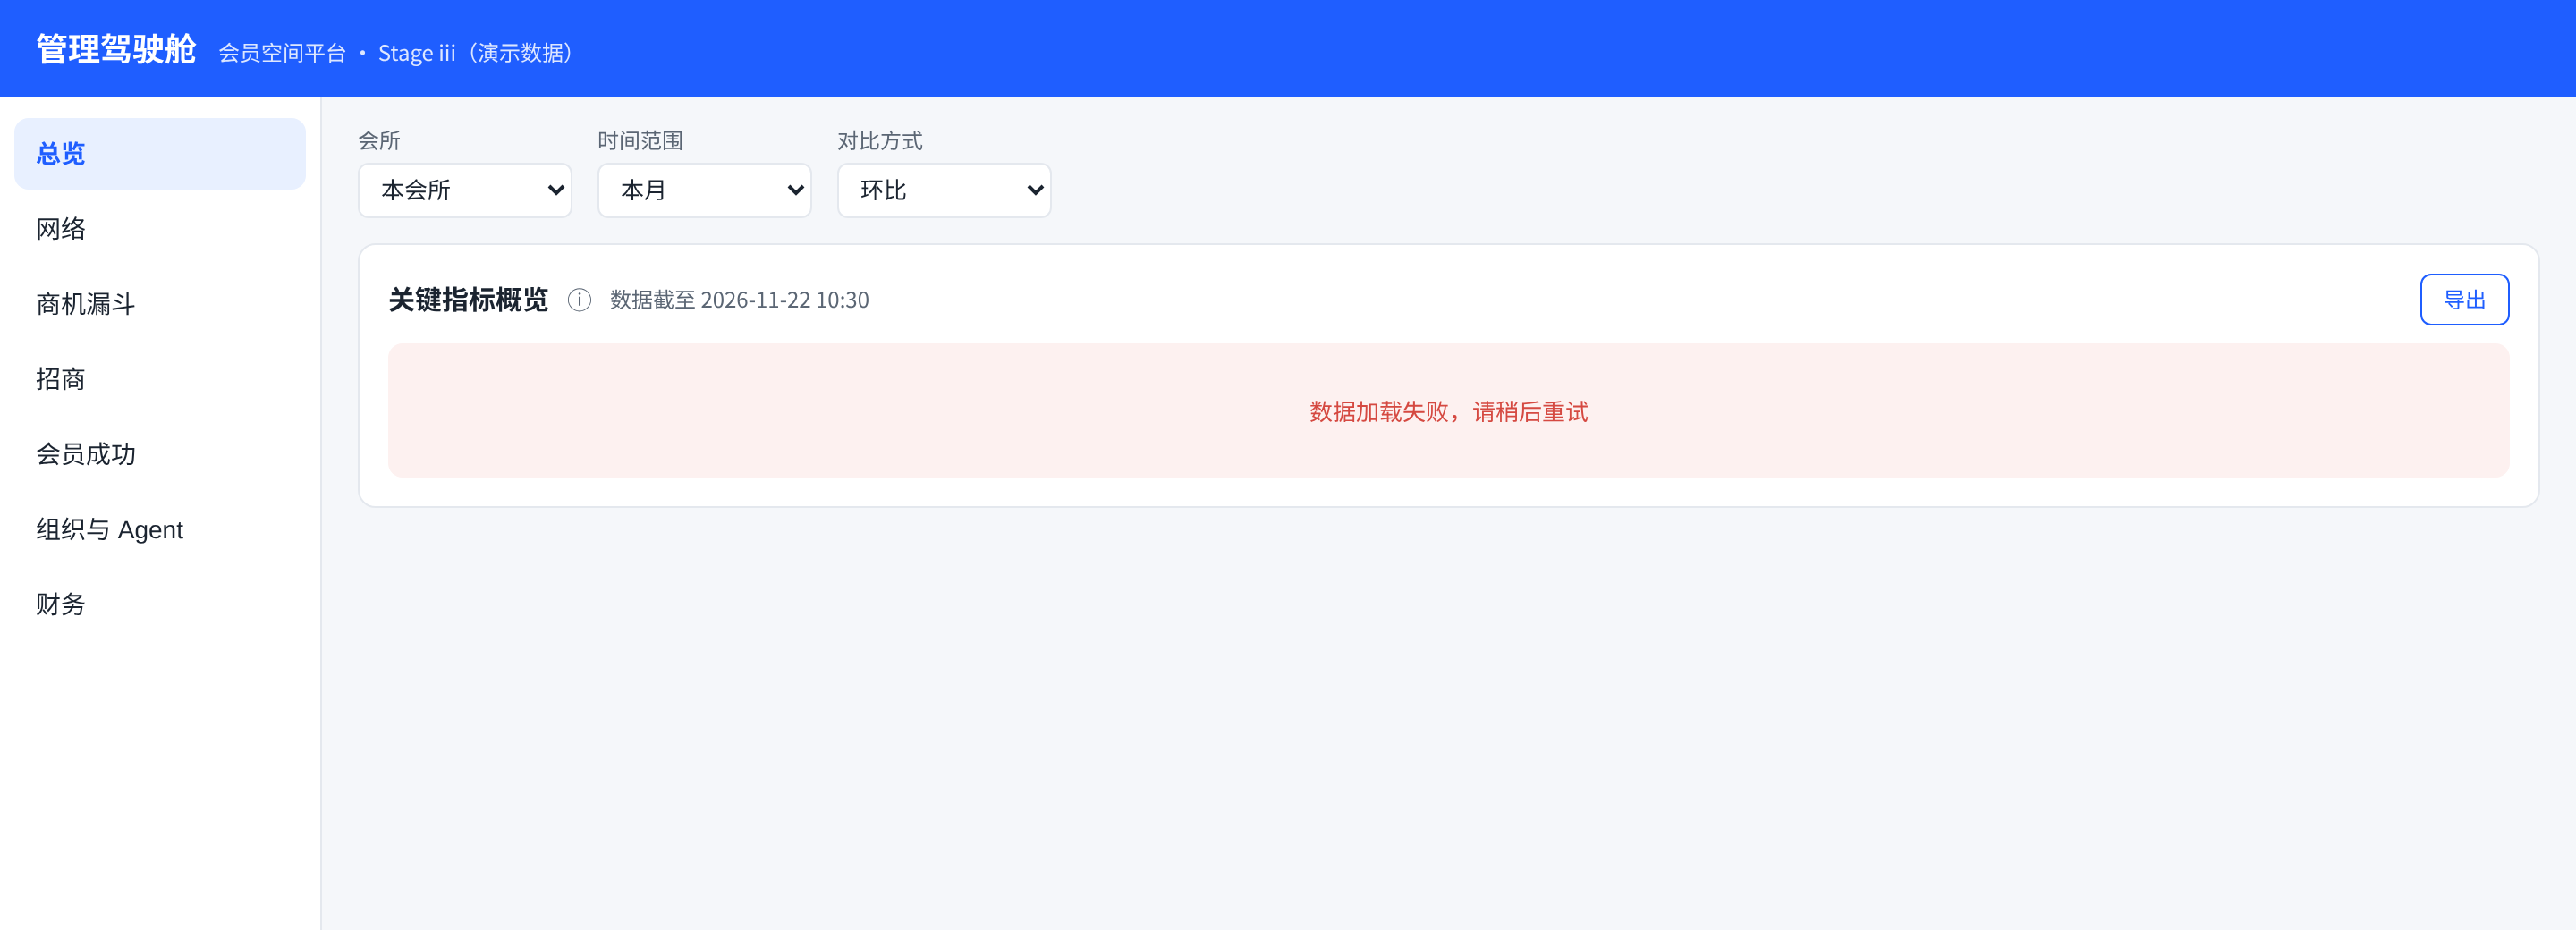 管理驾驶舱 会员空间平台 · Stage iii（演示数据）
总览
网络
商机漏斗
招商
会员成功
组织与 Agent
财务
会所 时间范围 对比方式
本会所 本月 环比
关键指标概览 ⓘ 数据截至 2026-11-22 10:30 导出
数据加载失败，请稍后重试